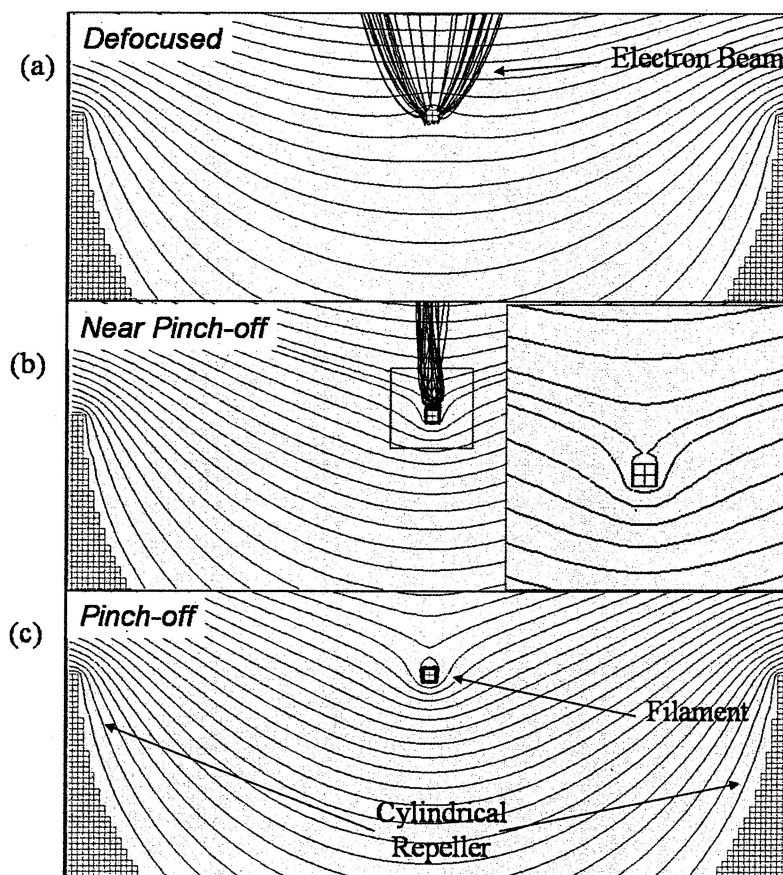 (a)
Defocused
Electron Beam
(b)
Near Pinch-off
(c)
Pinch-off
Filament
Cylindrical
Repeller